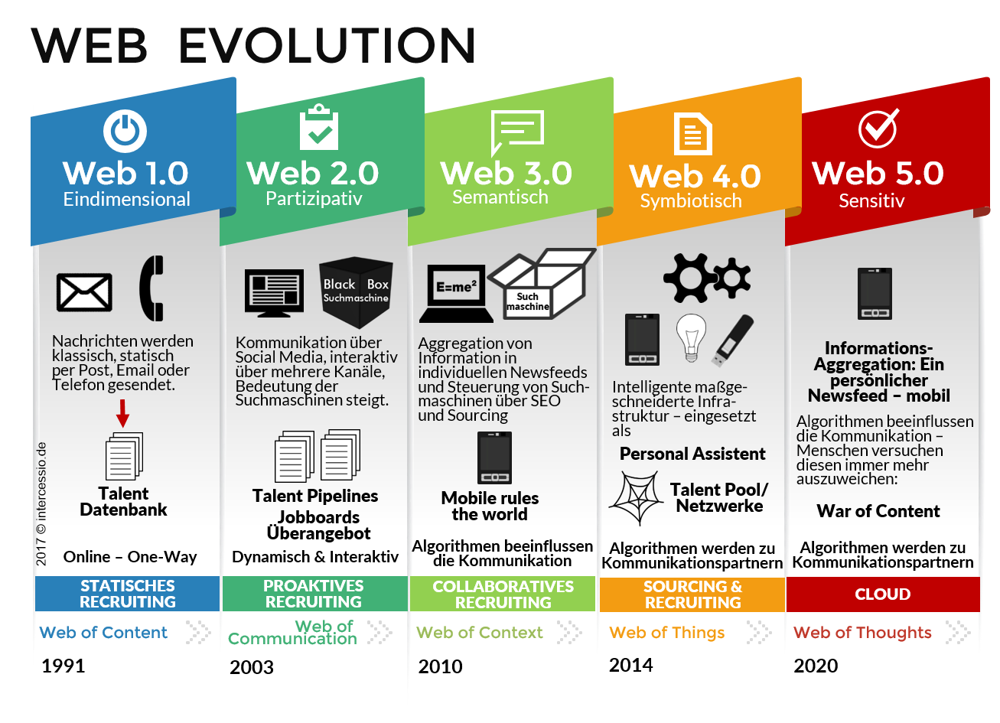 WEB EVOLUTION
Web 1.0
Eindimensional
Nachrichten werden
klassisch, statisch
per Post, Email oder
Telefon gesendet.
Talent
Datenbank
Online – One-Way
STATISCHES
RECRUITING
Web of Content
1991
2017 © intercessio.de
Web 2.0
Partizipativ
Black Box
Suchmaschine
Kommunikation über
Social Media, interaktiv
über mehrere Kanäle,
Bedeutung der
Suchmaschinen steigt.
Talent Pipelines
Jobboards
Überangebot
Dynamisch & Interaktiv
PROAKTIVES
RECRUITING
Web of
Communication
2003
Web 3.0
Semantisch
E=me²
Such
maschine
Aggregation von
Information in
individuellen Newsfeeds
und Steuerung von Such-
maschinen über SEO
und Sourcing
Mobile rules
the world
Algorithmen beeinflussen
die Kommunikation
COLLABORATIVES
RECRUITING
Web of Context
2010
Web 4.0
Symbiotisch
Intelligente maßge-
schneiderte Infra-
struktur – eingesetzt
als
Personal Assistent
Talent Pool/
Netzwerke
Algorithmen werden zu
Kommunikationspartnern
SOURCING &
RECRUITING
Web of Things
2014
Web 5.0
Sensitiv
Informations-
Aggregation: Ein
persönlicher
Newsfeed – mobil
Algorithmen beeinflussen
die Kommunikation –
Menschen versuchen
diesen immer mehr
auszuweichen:
War of Content
Algorithmen werden zu
Kommunikationspartnern
CLOUD
Web of Thoughts
2020